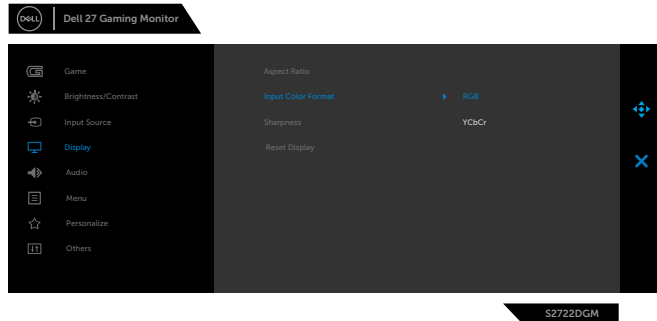 DELL
Dell 27 Gaming Monitor
Game
Brightness/Contrast
Input Source
Display
Audio
Menu
Personalize
Others
Aspect Ratio
Input Color Format RGB
Sharpness YCbCr
Reset Display
S2722DGM